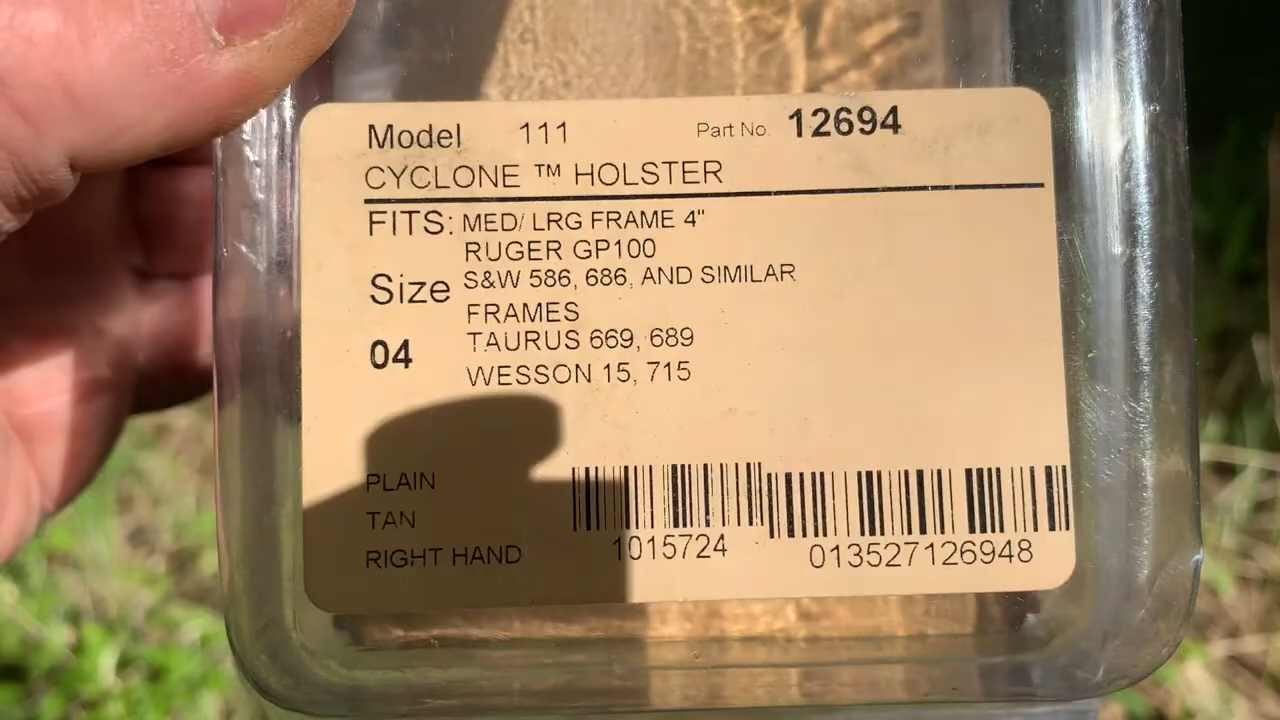 Model 111 Part No. 12694
CYCLONE ™ HOLSTER
FITS: MED/ LRG FRAME 4"
RUGER GP100
Size S&W 586, 686, AND SIMILAR
FRAMES
04 TAURUS 669, 689
WESSON 15, 715
PLAIN
TAN
RIGHT HAND 1015724 013527126948